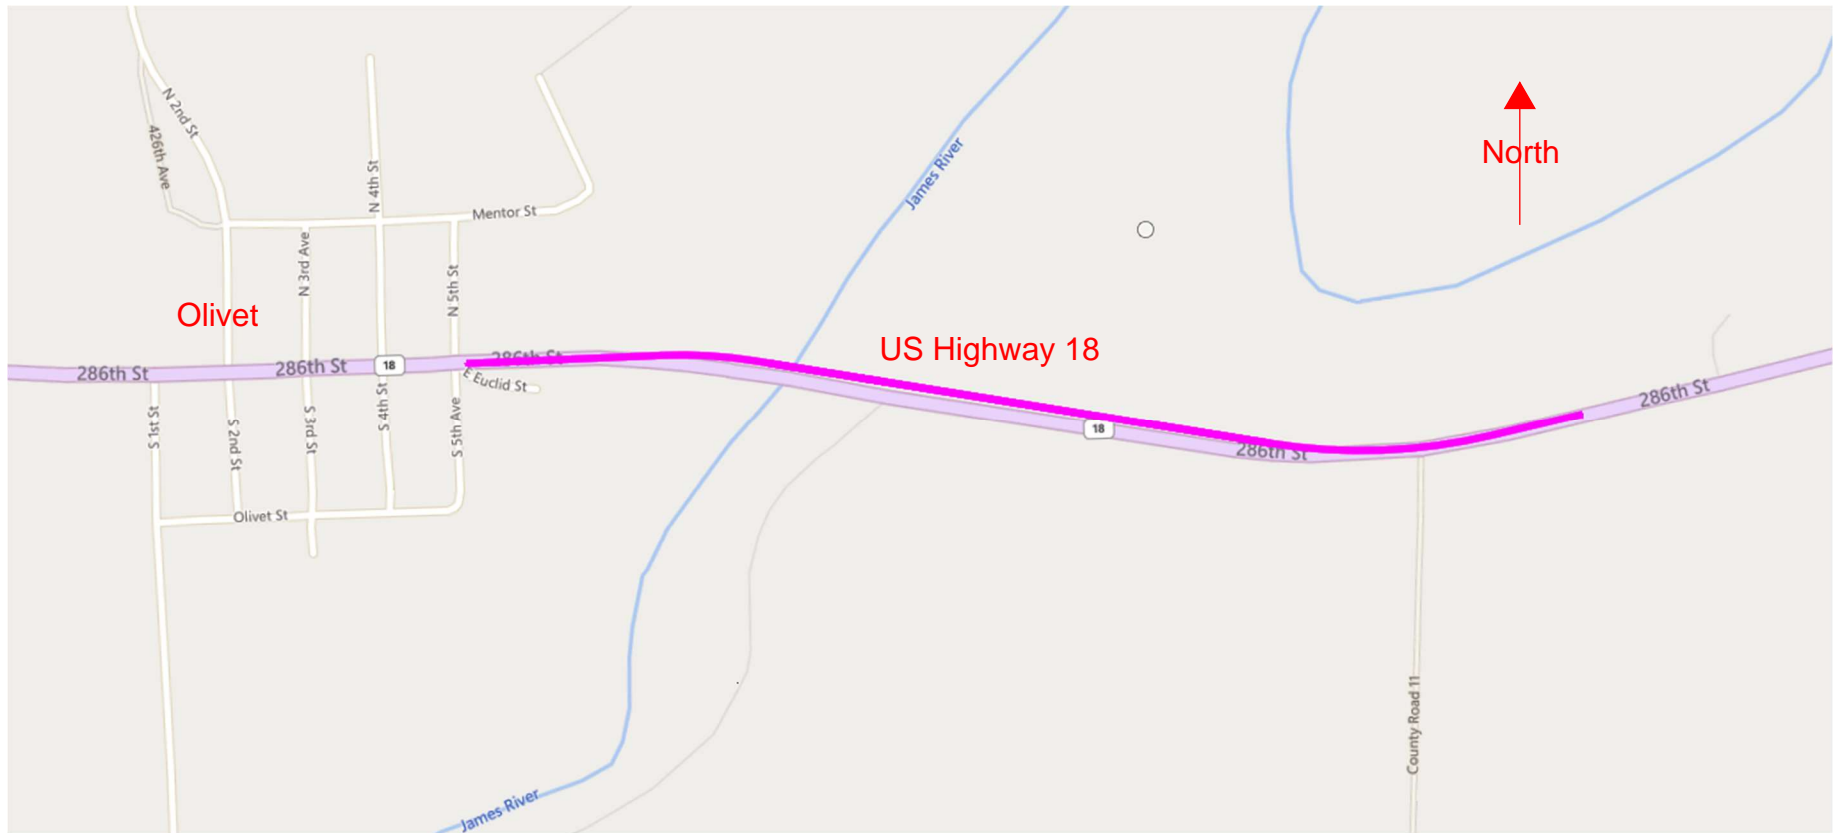 N 2nd St
426th Ave
N 4th St
Mentor St
James River
North
N 3rd Ave
N 5th St
Olivet
US Highway 18
286th St
286th St
18
286th St
E Euclid St
286th St
18
286th St
S 1st St
S 2nd St
S 3rd St
S 4th St
S 5th Ave
Olivet St
County Road 11
James River